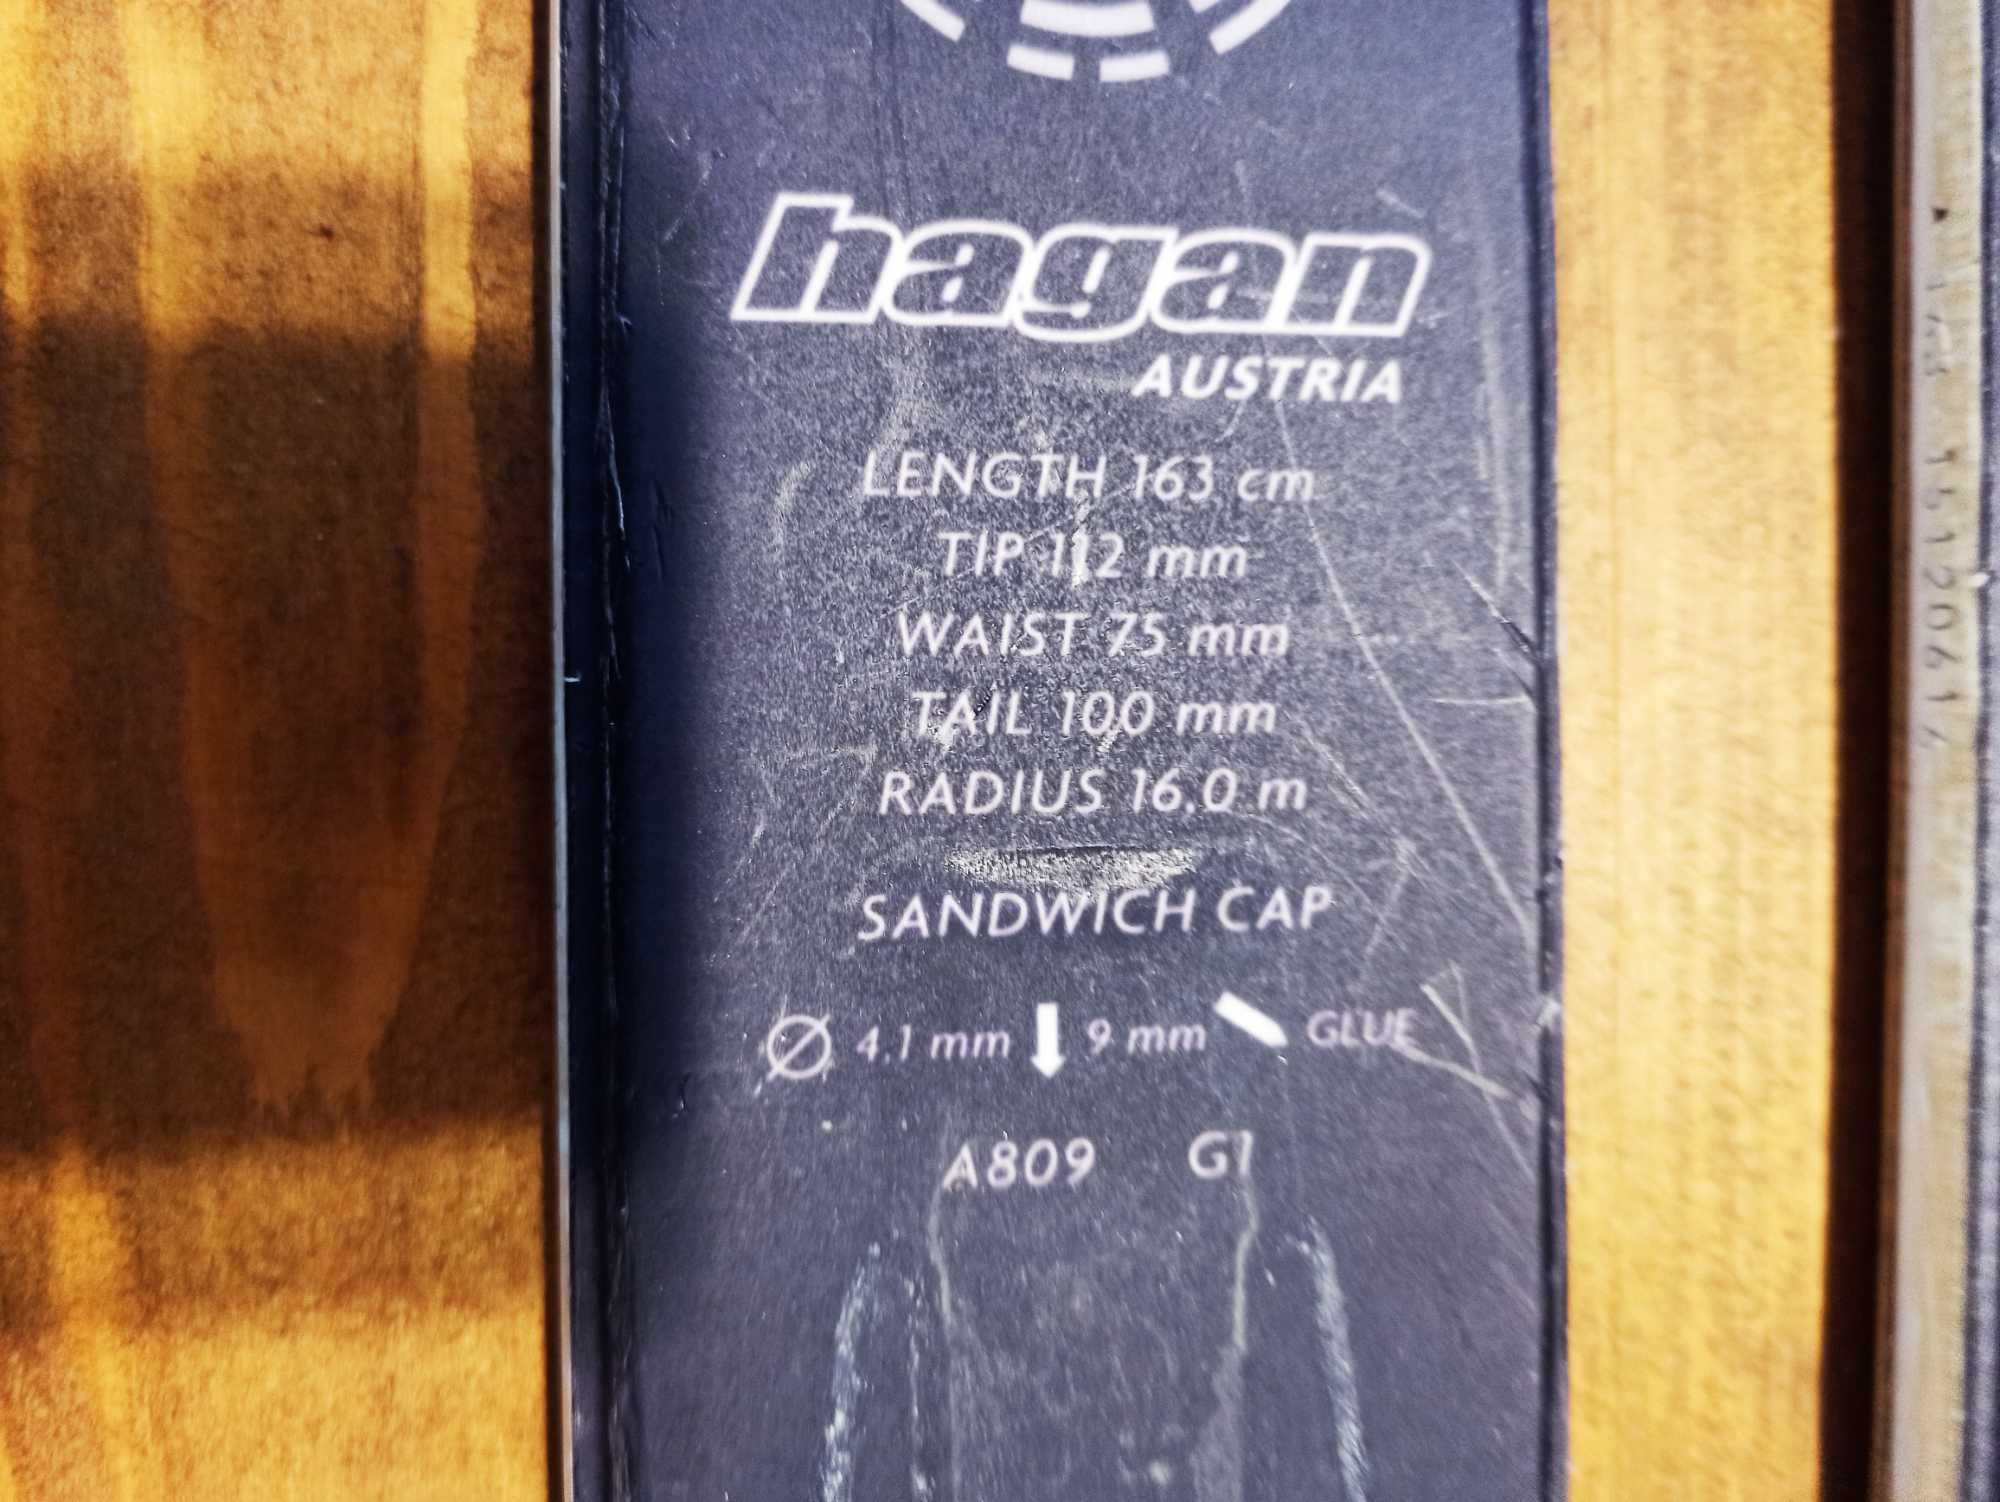 hagan
AUSTRIA
LENGTH 163 cm
TIP 112 mm
WAIST 75 mm
TAIL 100 mm
RADIUS 16.0 m
SANDWICH CAP
Ø 4.1 mm 9 mm GLUE
A809 G1